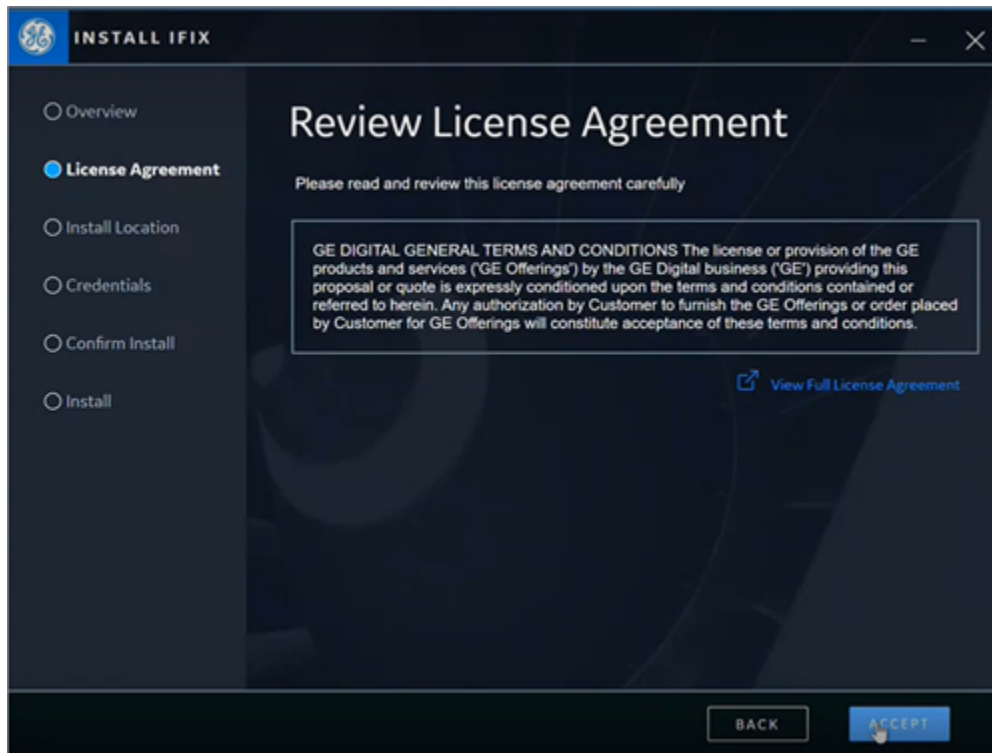 INSTALL IFIX
Overview
License Agreement
Install Location
Credentials
Confirm Install
Install
Review License Agreement
Please read and review this license agreement carefully
GE DIGITAL GENERAL TERMS AND CONDITIONS The license or provision of the GE
products and services ('GE Offerings') by the GE Digital business ('GE') providing this
proposal or quote is expressly conditioned upon the terms and conditions contained or
referred to herein. Any authorization by Customer to furnish the GE Offerings or order placed
by Customer for GE Offerings will constitute acceptance of these terms and conditions.
View Full License Agreement
BACK
ACCEPT